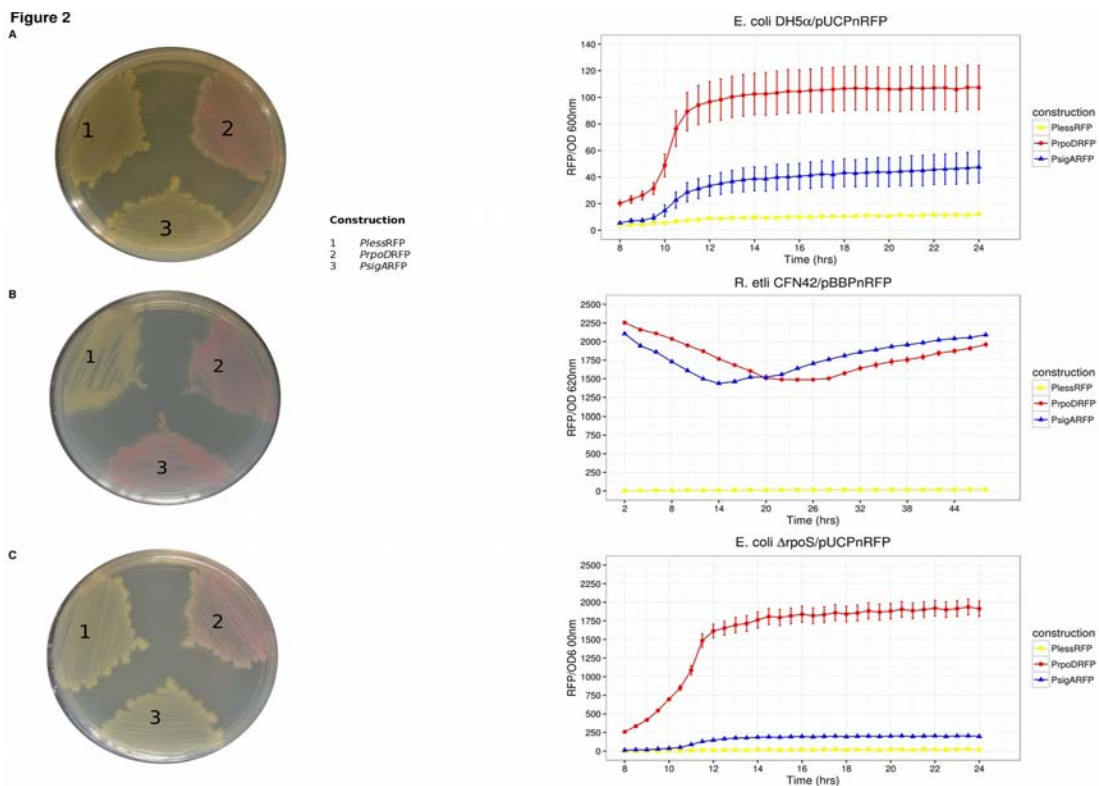 Figure 2
A
1
2
3
Construction
1 PlessRFP
2 PrpoDRFP
3 PsigARFP
E. coli DH5α/pUCPnRFP
RFP/OD 600nm
140
120
100
80
60
40
20
0
8 10 12 14 16 18 20 22 24
Time (hrs)
construction
PlessRFP
PrpoDRFP
PsigARFP
B
1
2
3
R. etli CFN42/pBBPnRFP
RFP/OD 620nm
2500
2250
2000
1750
1500
1250
1000
750
500
250
0
2 8 14 20 26 32 38 44
Time (hrs)
construction
PlessRFP
PrpoDRFP
PsigARFP
C
1
2
3
E. coli ΔrpoS/pUCPnRFP
RFP/OD6 00nm
2500
2250
2000
1750
1500
1250
1000
750
500
250
0
8 10 12 14 16 18 20 22 24
Time (hrs)
construction
PlessRFP
PrpoDRFP
PsigARFP